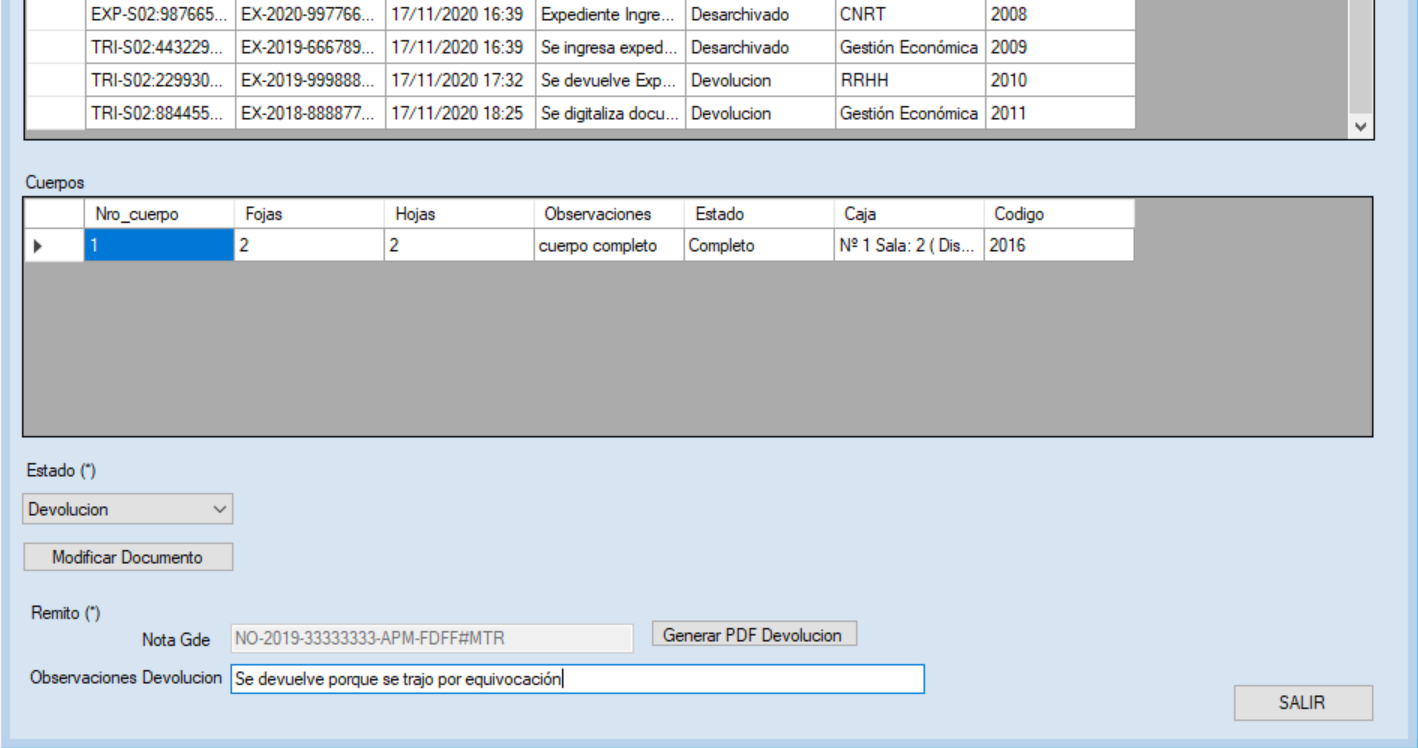 EXP-S02:987665... EX-2020-997766... 17/11/2020 16:39 Expediente Ingre... Desarchivado CNRT 2008
TRI-S02:443229... EX-2019-666789... 17/11/2020 16:39 Se ingresa exped... Desarchivado Gestión Económica 2009
TRI-S02:229930... EX-2019-999888... 17/11/2020 17:32 Se devuelve Exp... Devolucion RRHH 2010
TRI-S02:884455... EX-2018-888877... 17/11/2020 18:25 Se digitaliza docu... Devolucion Gestión Económica 2011
Cuerpos
Nro_cuerpo Fojas Hojas Observaciones Estado Caja Codigo
1 2 2 cuerpo completo Completo Nº 1 Sala: 2 ( Dis... 2016
Estado (*)
Devolucion
Modificar Documento
Remito (*)
Nota Gde NO-2019-33333333-APM-FDFF#MTR Generar PDF Devolucion
Observaciones Devolucion Se devuelve porque se trajo por equivocación
SALIR